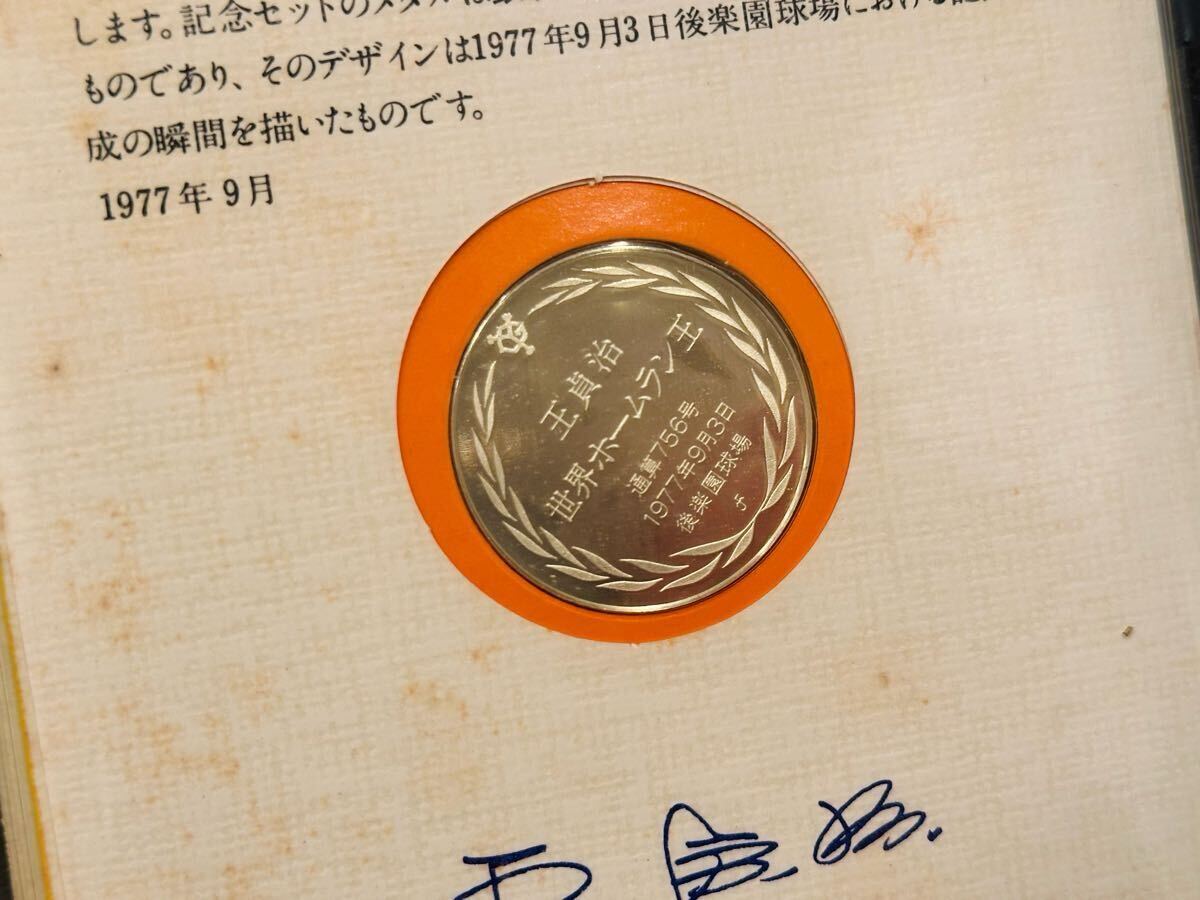 します。記念セットのメダルは
ものであり、そのデザインは1977年9月3日後楽園球場における記
成の瞬間を描いたものです。
1977年 9月
王貞治
世界ホームラン王
通算756号
1977年9月3日
後楽園球場
王貞治